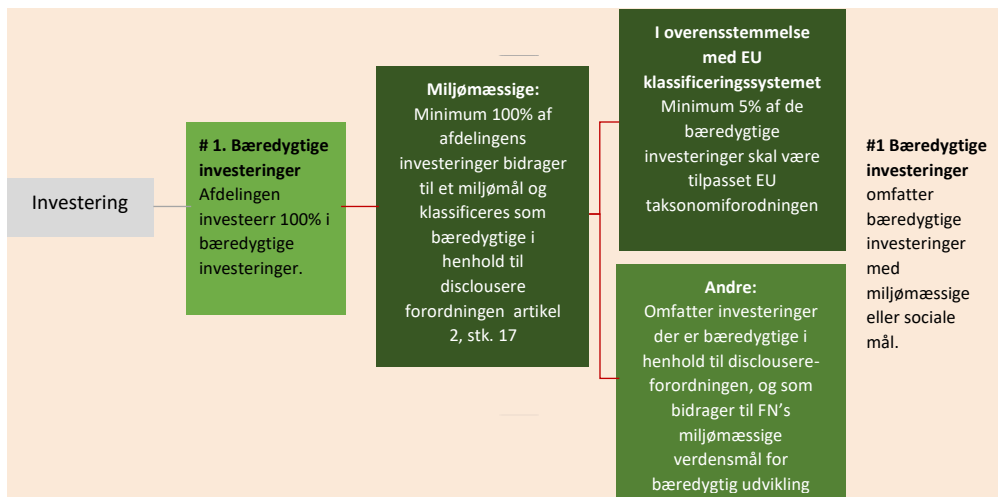 Investering
# 1. Bæredygtige
investeringer
Afdelingen
investeerr 100% i
bæredygtige
investeringer.
Miljømæssige:
Minimum 100% af
afdelingens
investeringer bidrager
til et miljømål og
klassificeres som
bæredygtige i
henhold til
disclousere
forordningen artikel
2, stk. 17
I overensstemmelse
med EU
klassificeringssystemet
Minimum 5% af de
bæredygtige
investeringer skal være
tilpasset EU
taksonomiforodningen
Andre:
Omfatter investeringer
der er bæredygtige i
henhold til disclousere-
forordningen, og som
bidrager til FN’s
miljømæssige
verdensmål for
bæredygtig udvikling
#1 Bæredygtige
investeringer
omfatter
bæredygtige
investeringer
med
miljømæssige
eller sociale
mål.